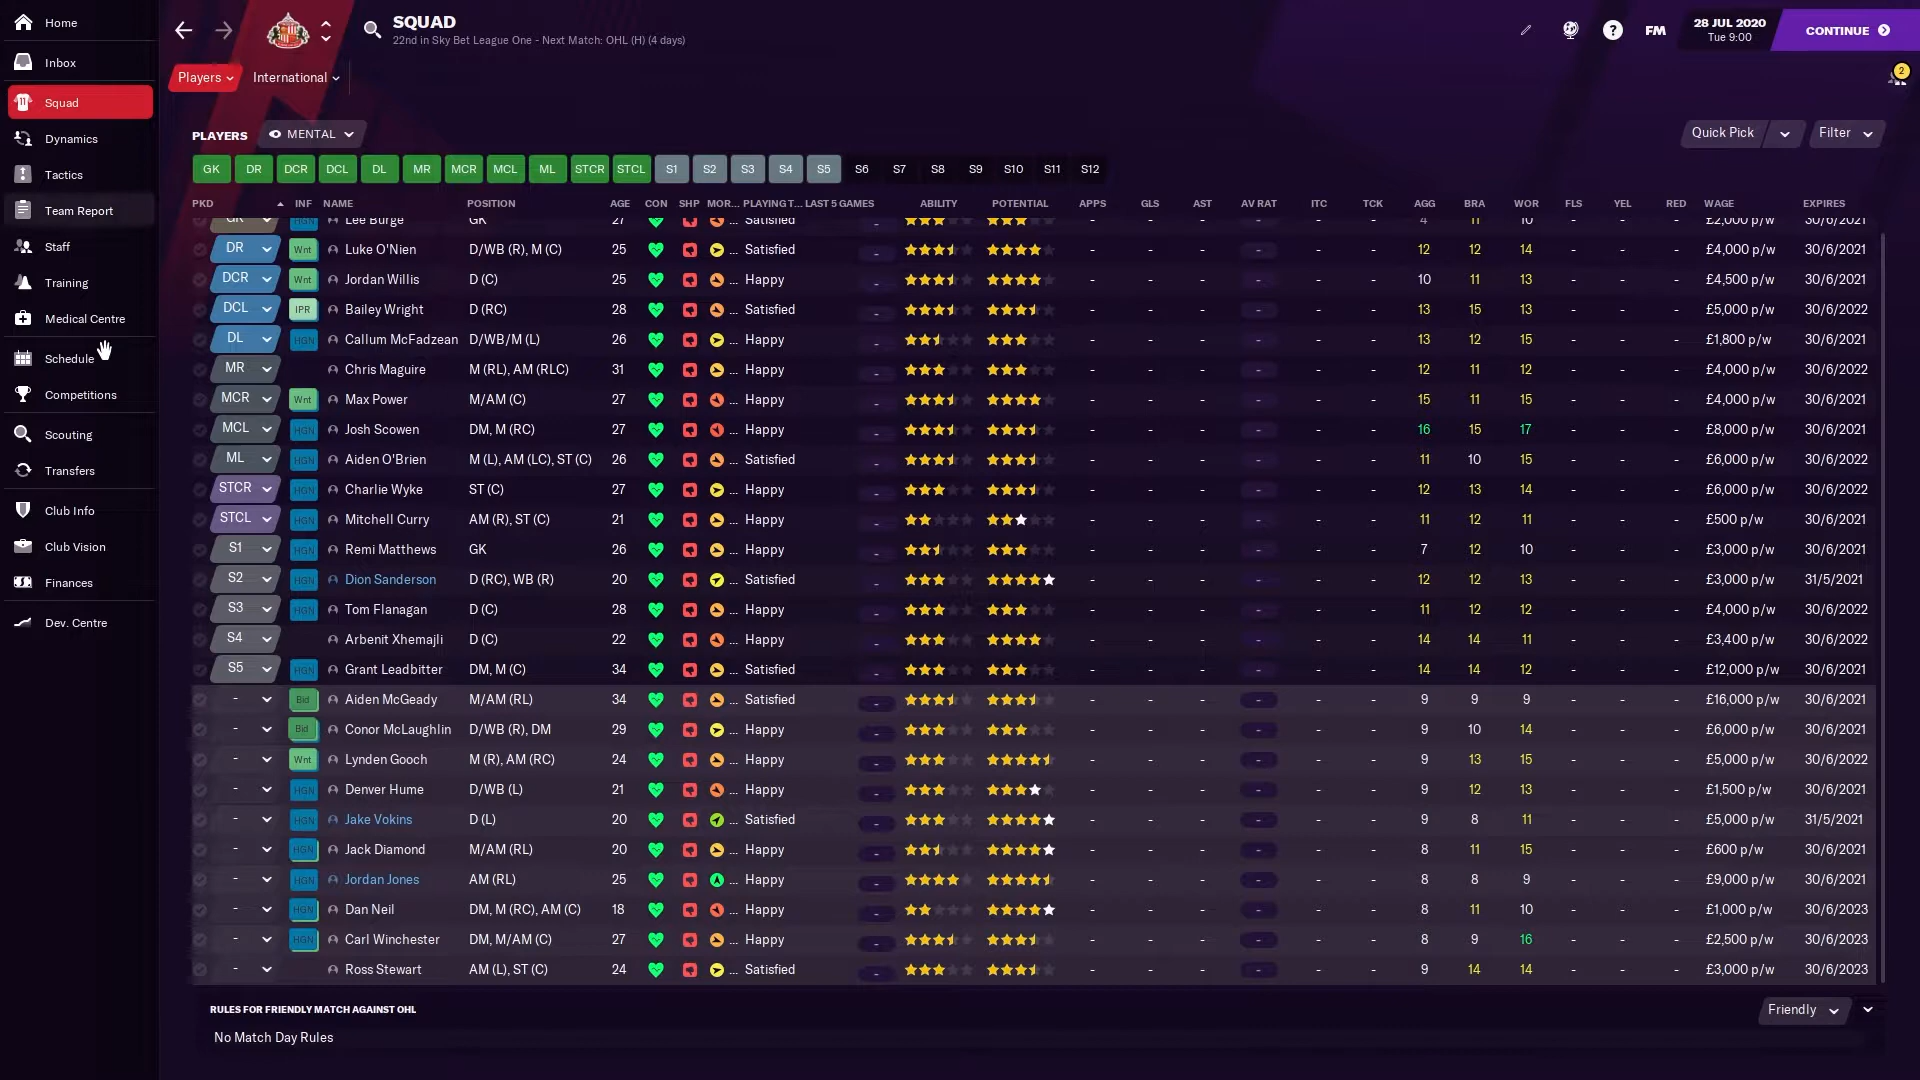 Home
Inbox
Squad
Dynamics
Tactics
Team Report
Staff
Training
Medical Centre
Schedule
Competitions
Scouting
Transfers
Club Info
Club Vision
Finances
Dev. Centre
SQUAD
22nd in Sky Bet League One - Next Match: OHL (H) (4 days)
FM
28 JUL 2020
Tue 9:00
CONTINUE
Players International
2
PLAYERS MENTAL Quick Pick Filter
GK DR DCR DCL DL MR MCR MCL ML STCR STCL S1 S2 S3 S4 S5 S6 S7 S8 S9 S10 S11 S12
PKD INF NAME POSITION AGE CON SHP MOR... PLAYING T... LAST 5 GAMES ABILITY POTENTIAL APPS GLS AST AV RAT ITC TCK AGG BRA WOR FLS YEL RED WAGE EXPIRES
GK HGN Lee Burge GK 27 Satisfied - - - - - - - 4 11 10 - - - £2,000 p/w 30/6/2021
DR Wnt Luke O'Nien D/WB (R), M (C) 25 ... Satisfied - - - - - - - 12 12 14 - - - £4,000 p/w 30/6/2021
DCR Wnt Jordan Willis D (C) 25 ... Happy - - - - - - - 10 11 13 - - - £4,500 p/w 30/6/2021
DCL IPR Bailey Wright D (RC) 28 ... Satisfied - - - - - - - 13 15 13 - - - £5,000 p/w 30/6/2022
DL HGN Callum McFadzean D/WB/M (L) 26 ... Happy - - - - - - - 13 12 15 - - - £1,800 p/w 30/6/2021
MR Chris Maguire M (RL), AM (RLC) 31 ... Happy - - - - - - - 12 11 12 - - - £4,000 p/w 30/6/2022
MCR Wnt Max Power M/AM (C) 27 ... Happy - - - - - - - 15 11 15 - - - £4,000 p/w 30/6/2021
MCL HGN Josh Scowen DM, M (RC) 27 ... Happy - - - - - - - 16 15 17 - - - £8,000 p/w 30/6/2021
ML HGN Aiden O'Brien M (L), AM (LC), ST (C) 26 ... Satisfied - - - - - - - 11 10 15 - - - £6,000 p/w 30/6/2022
STCR HGN Charlie Wyke ST (C) 27 ... Happy - - - - - - - 12 13 14 - - - £6,000 p/w 30/6/2022
STCL HGN Mitchell Curry AM (R), ST (C) 21 ... Happy - - - - - - - 11 12 11 - - - £500 p/w 30/6/2021
S1 HGN Remi Matthews GK 26 ... Happy - - - - - - - 7 12 10 - - - £3,000 p/w 30/6/2021
S2 HGN Dion Sanderson D (RC), WB (R) 20 ... Satisfied - - - - - - - 12 12 13 - - - £3,000 p/w 31/5/2021
S3 HGN Tom Flanagan D (C) 28 ... Happy - - - - - - - 11 12 12 - - - £4,000 p/w 30/6/2022
S4 Arbenit Xhemajli D (C) 22 ... Happy - - - - - - - 14 14 11 - - - £3,400 p/w 30/6/2022
S5 HGN Grant Leadbitter DM, M (C) 34 ... Satisfied - - - - - - - 14 14 12 - - - £12,000 p/w 30/6/2021
- Bid Aiden McGeady M/AM (RL) 34 ... Satisfied - - - - - - - 9 9 9 - - - £16,000 p/w 30/6/2021
- Bid Conor McLaughlin D/WB (R), DM 29 ... Happy - - - - - - - 9 10 14 - - - £6,000 p/w 30/6/2021
- Wnt Lynden Gooch M (R), AM (RC) 24 ... Happy - - - - - - - 9 13 15 - - - £5,000 p/w 30/6/2022
- HGN Denver Hume D/WB (L) 21 ... Happy - - - - - - - 9 12 13 - - - £1,500 p/w 30/6/2021
- HGN Jake Vokins D (L) 20 ... Satisfied - - - - - - - 9 8 11 - - - £5,000 p/w 31/5/2021
- HGN Jack Diamond M/AM (RL) 20 ... Happy - - - - - - - 8 11 15 - - - £600 p/w 30/6/2021
- HGN Jordan Jones AM (RL) 25 ... Happy - - - - - - - 8 8 9 - - - £9,000 p/w 30/6/2021
- HGN Dan Neil DM, M (RC), AM (C) 18 ... Happy - - - - - - - 8 11 10 - - - £1,000 p/w 30/6/2023
- HGN Carl Winchester DM, M/AM (C) 27 ... Happy - - - - - - - 8 9 16 - - - £2,500 p/w 30/6/2023
- Ross Stewart AM (L), ST (C) 24 ... Satisfied - - - - - - - 9 14 14 - - - £3,000 p/w 30/6/2023
RULES FOR FRIENDLY MATCH AGAINST OHL Friendly
No Match Day Rules